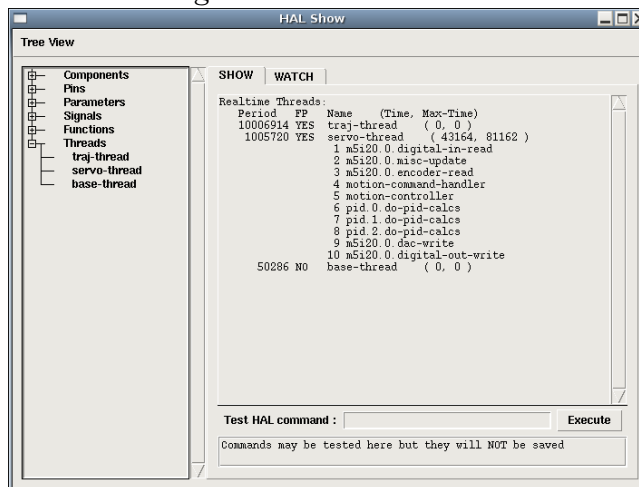 HAL Show
Tree View
Components
Pins
Parameters
Signals
Functions
Threads
traj-thread
servo-thread
base-thread
SHOW WATCH
Realtime Threads:
Period FP Name (Time, Max-Time)
10006914 YES traj-thread ( 0, 0 )
1005720 YES servo-thread ( 43164, 81162 )
1 m5i20.0.digital-in-read
2 m5i20.0.misc-update
3 m5i20.0.encoder-read
4 motion-command-handler
5 motion-controller
6 pid.0.do-pid-calcs
7 pid.1.do-pid-calcs
8 pid.2.do-pid-calcs
9 m5i20.0.dac-write
10 m5i20.0.digital-out-write
50286 NO base-thread ( 0, 0 )
Test HAL command : Execute
Commands may be tested here but they will NOT be saved